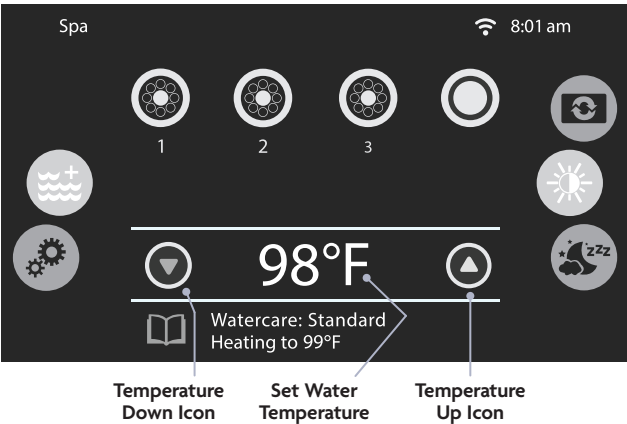 Spa
8:01 am
1 2 3
zzz
98°F
Watercare: Standard
Heating to 99°F
Temperature
Down Icon
Set Water
Temperature
Temperature
Up Icon